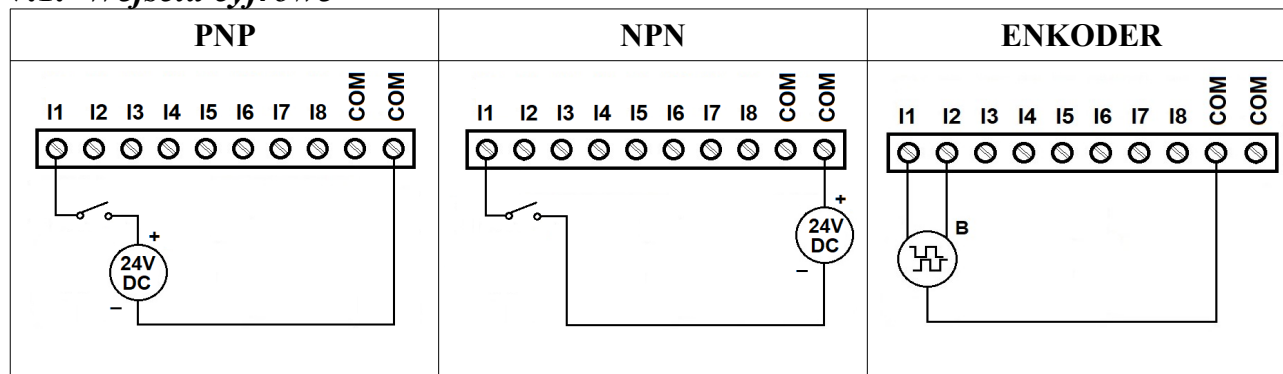 PNP NPN ENKODER
I1 I2 I3 I4 I5 I6 I7 I8 COM COM
24V
DC
+
–
I1 I2 I3 I4 I5 I6 I7 I8 COM COM
+
24V
DC
–
I1 I2 I3 I4 I5 I6 I7 I8 COM COM
B